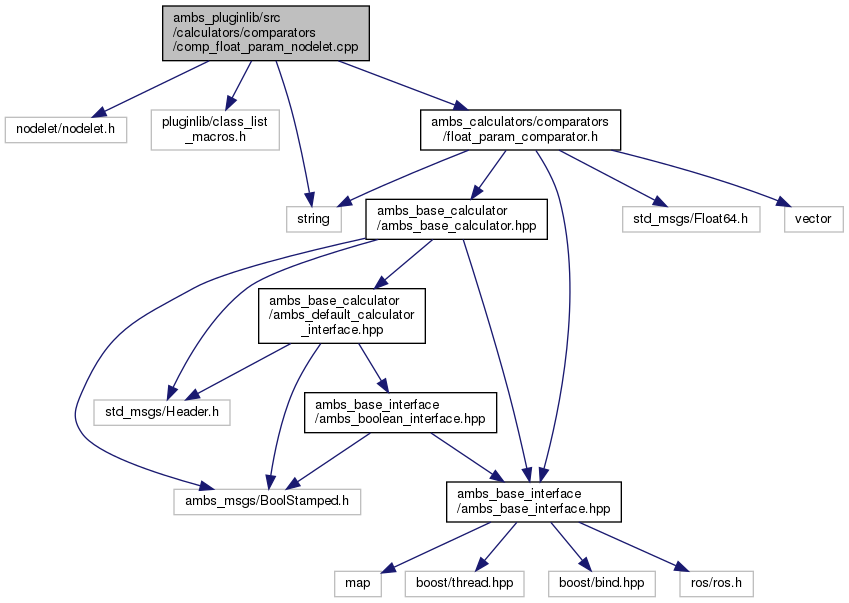 ambs_pluginlib/src
/calculators/comparators
/comp_float_param_nodelet.cpp
nodelet/nodelet.h
pluginlib/class_list
_macros.h
ambs_calculators/comparators
/float_param_comparator.h
string
ambs_base_calculator
/ambs_base_calculator.hpp
std_msgs/Float64.h
vector
ambs_base_calculator
/ambs_default_calculator
_interface.hpp
std_msgs/Header.h
ambs_base_interface
/ambs_boolean_interface.hpp
ambs_msgs/BoolStamped.h
ambs_base_interface
/ambs_base_interface.hpp
map
boost/thread.hpp
boost/bind.hpp
ros/ros.h